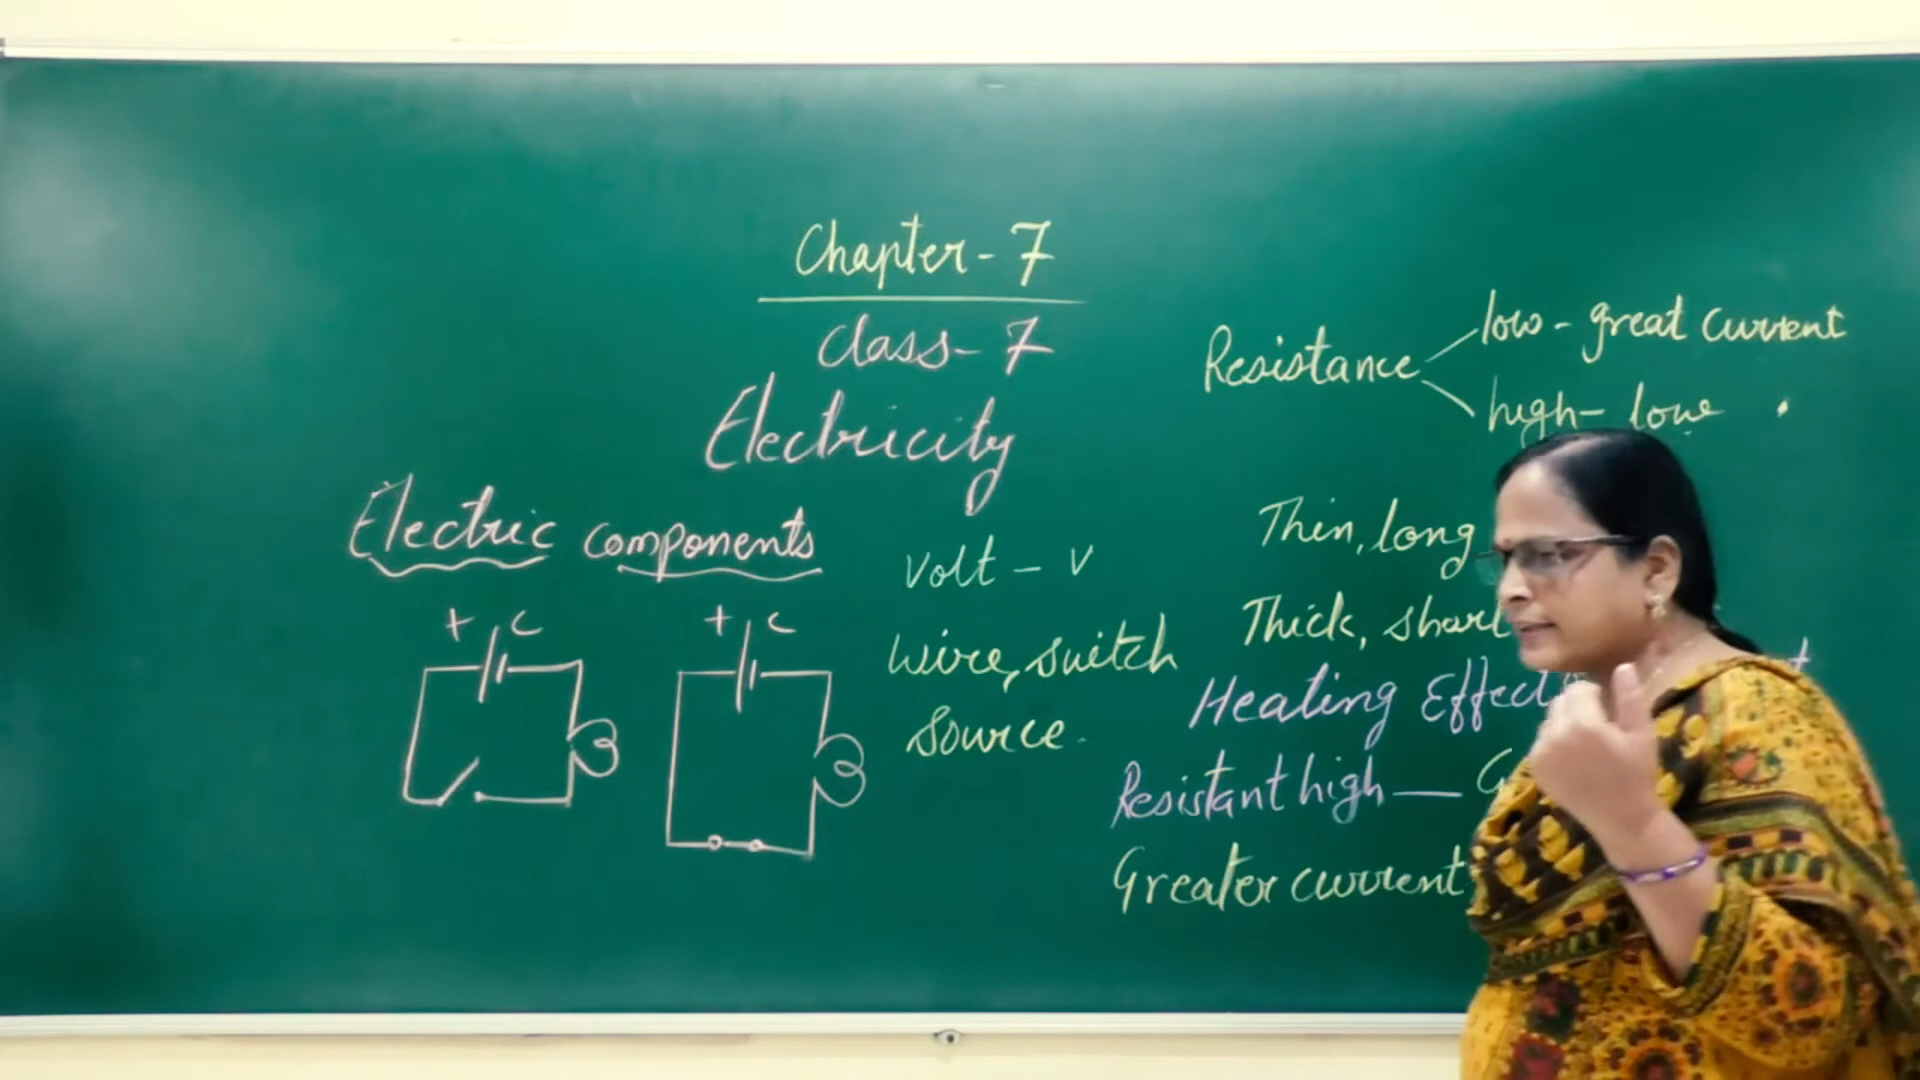 Chapter - 7
Class - 7
Electricity
Electric components
+ -
+ -
Volt - V
Wire, switch
Source.
Resistance
low - great current
high - lowe
Thin, long
Thick, short
Heating Effect
Resistant high —
Greater current